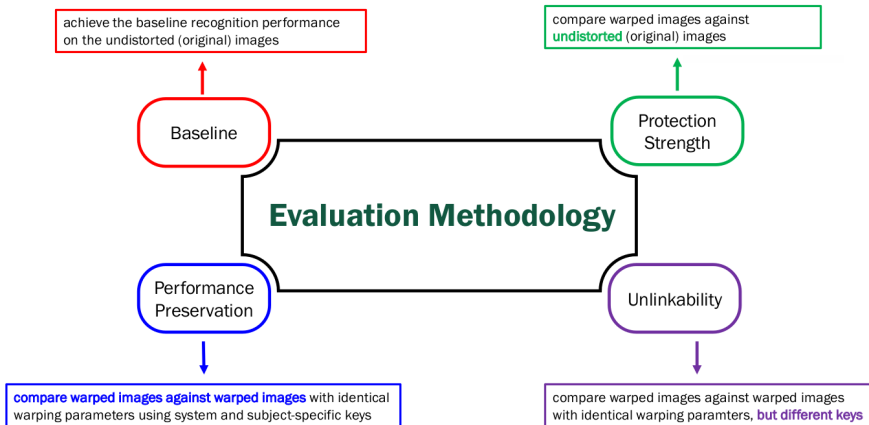 achieve the baseline recognition performance
on the undistorted (original) images
compare warped images against
undistorted (original) images
Baseline
Protection
Strength
Evaluation Methodology
Performance
Preservation
Unlinkability
compare warped images against warped images with identical
warping parameters using system and subject-specific keys
compare warped images against warped images
with identical warping paramters, but different keys